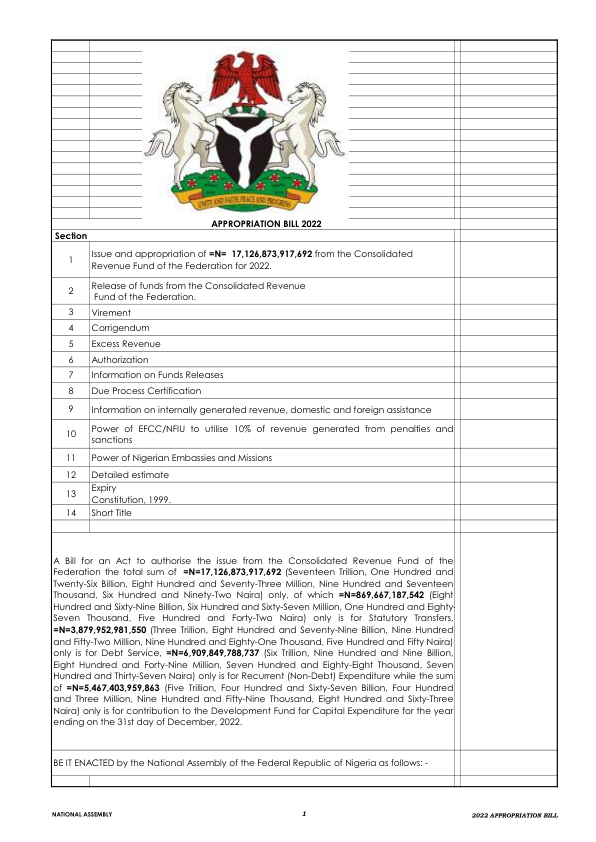 UNITY AND FAITH, PEACE AND PROGRESS
APPROPRIATION BILL 2022
Section
1 Issue and appropriation of =N= 17,126,873,917,692 from the Consolidated
Revenue Fund of the Federation for 2022.
2 Release of funds from the Consolidated Revenue
Fund of the Federation.
3 Virement
4 Corrigendum
5 Excess Revenue
6 Authorization
7 Information on Funds Releases
8 Due Process Certification
9 Information on internally generated revenue, domestic and foreign assistance
10 Power of EFCC/NFIU to utilise 10% of revenue generated from penalties and
sanctions
11 Power of Nigerian Embassies and Missions
12 Detailed estimate
13 Expiry
Constitution, 1999.
14 Short Title
A Bill for an Act to authorise the issue from the Consolidated Revenue Fund of the
Federation the total sum of =N=17,126,873,917,692 (Seventeen Trillion, One Hundred and
Twenty-Six Billion, Eight Hundred and Seventy-Three Million, Nine Hundred and Seventeen
Thousand, Six Hundred and Ninety-Two Naira) only, of which =N=869,667,187,542 (Eight
Hundred and Sixty-Nine Billion, Six Hundred and Sixty-Seven Million, One Hundred and Eighty-
Seven Thousand, Five Hundred and Forty-Two Naira) only is for Statutory Transfers,
=N=3,879,952,981,550 (Three Trillion, Eight Hundred and Seventy-Nine Billion, Nine Hundred
and Fifty-Two Million, Nine Hundred and Eighty-One Thousand, Five Hundred and Fifty Naira)
only is for Debt Service, =N=6,909,849,788,737 (Six Trillion, Nine Hundred and Nine Billion,
Eight Hundred and Forty-Nine Million, Seven Hundred and Eighty-Eight Thousand, Seven
Hundred and Thirty-Seven Naira) only is for Recurrent (Non-Debt) Expenditure while the sum
of =N=5,467,403,959,863 (Five Trillion, Four Hundred and Sixty-Seven Billion, Four Hundred
and Three Million, Nine Hundred and Fifty-Nine Thousand, Eight Hundred and Sixty-Three
Naira) only is for contribution to the Development Fund for Capital Expenditure for the year
ending on the 31st day of December, 2022.
BE IT ENACTED by the National Assembly of the Federal Republic of Nigeria as follows: -
NATIONAL ASSEMBLY 1 2022 APPROPRIATION BILL